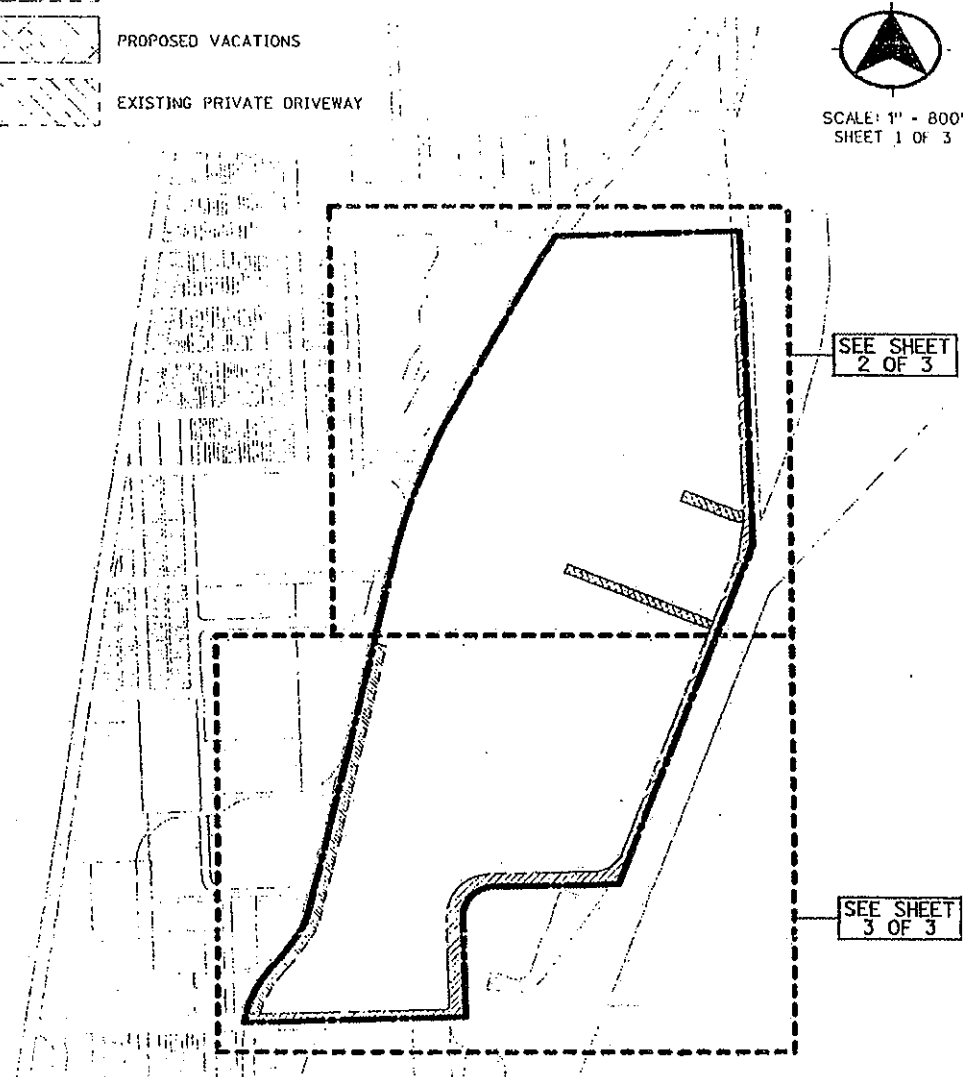 PROPOSED VACATIONS
EXISTING PRIVATE DRIVEWAY
SCALE: 1" - 800'
SHEET 1 OF 3
SEE SHEET
2 OF 3
SEE SHEET
3 OF 3